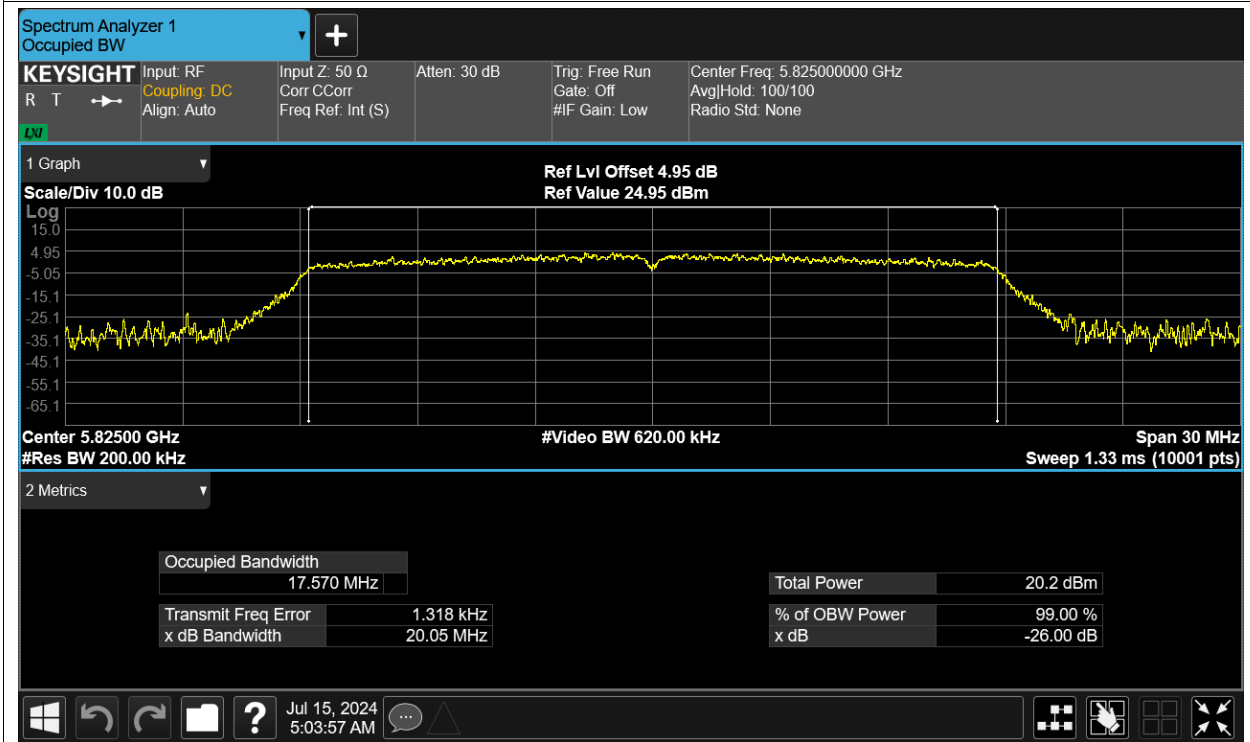 Spectrum Analyzer 1
Occupied BW
KEYSIGHT
R T
LXI
Input: RF
Coupling: DC
Align: Auto
Input Z: 50 Ω
Corr CCorr
Freq Ref: Int (S)
Atten: 30 dB
Trig: Free Run
Gate: Off
#IF Gain: Low
Center Freq: 5.825000000 GHz
Avg|Hold: 100/100
Radio Std: None
1 Graph
Ref Lvl Offset 4.95 dB
Scale/Div 10.0 dB
Ref Value 24.95 dBm
Log
15.0
4.95
-5.05
-15.1
-25.1
-35.1
-45.1
-55.1
-65.1
Center 5.82500 GHz
#Video BW 620.00 kHz
Span 30 MHz
#Res BW 200.00 kHz
Sweep 1.33 ms (10001 pts)
2 Metrics
Occupied Bandwidth
17.570 MHz
Total Power 20.2 dBm
Transmit Freq Error 1.318 kHz
% of OBW Power 99.00 %
x dB Bandwidth 20.05 MHz
x dB -26.00 dB
?
Jul 15, 2024
5:03:57 AM